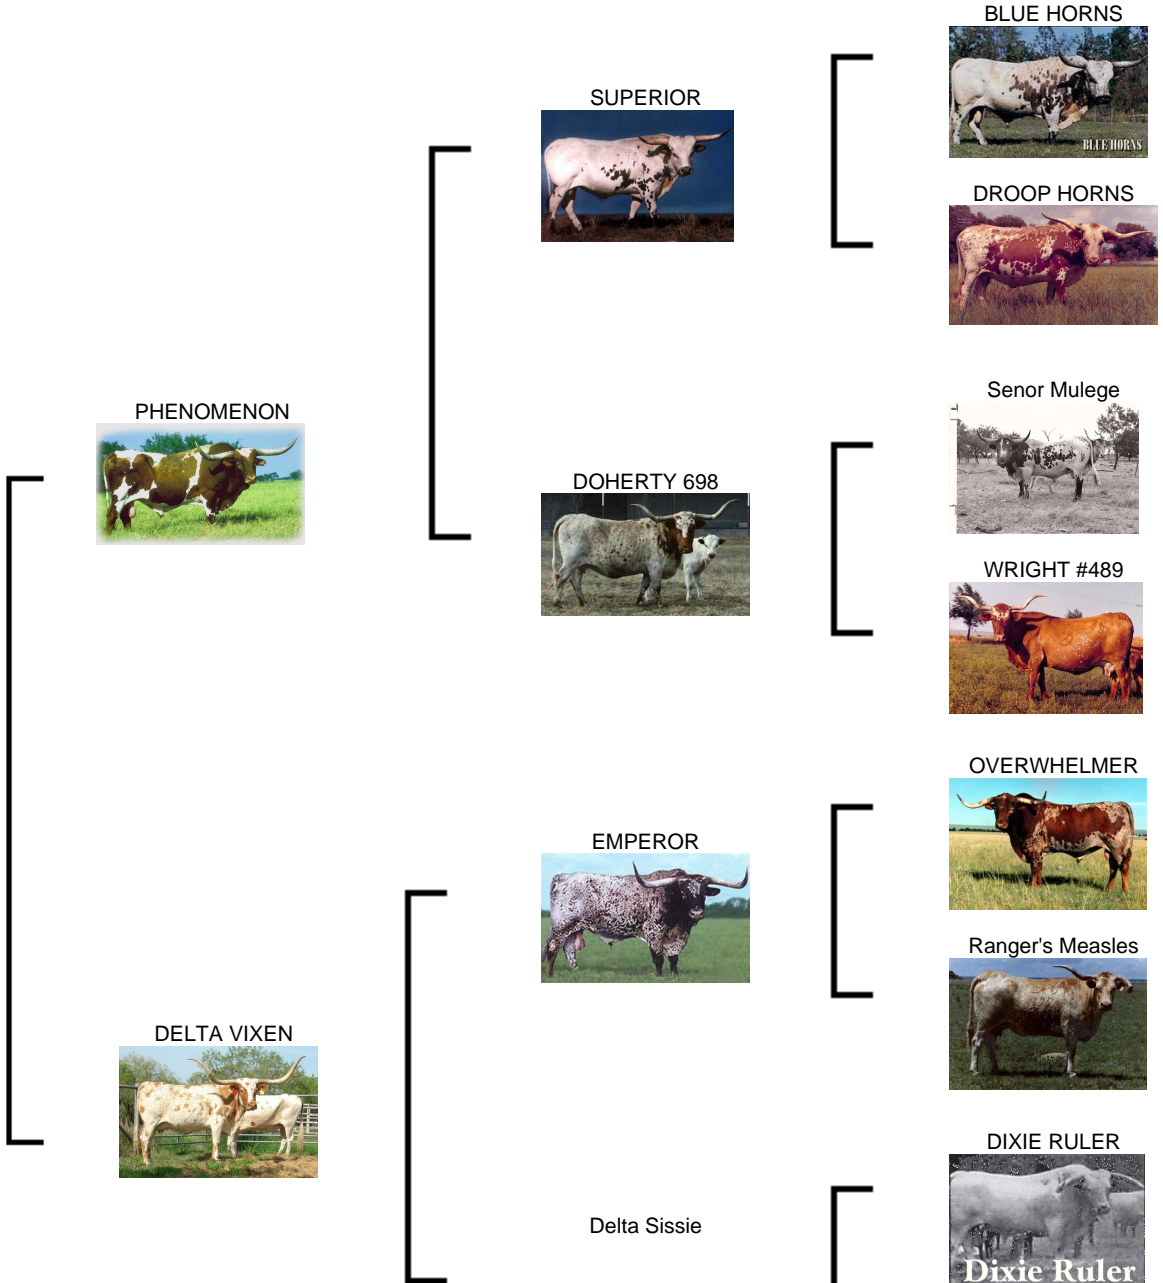 BLUE HORNS
BLUE HORNS
SUPERIOR
DROOP HORNS
Senor Mulege
PHENOMENON
DOHERTY 698
WRIGHT #489
OVERWHELMER
EMPEROR
Ranger's Measles
DELTA VIXEN
DIXIE RULER
Delta Sissie
Dixie Ruler